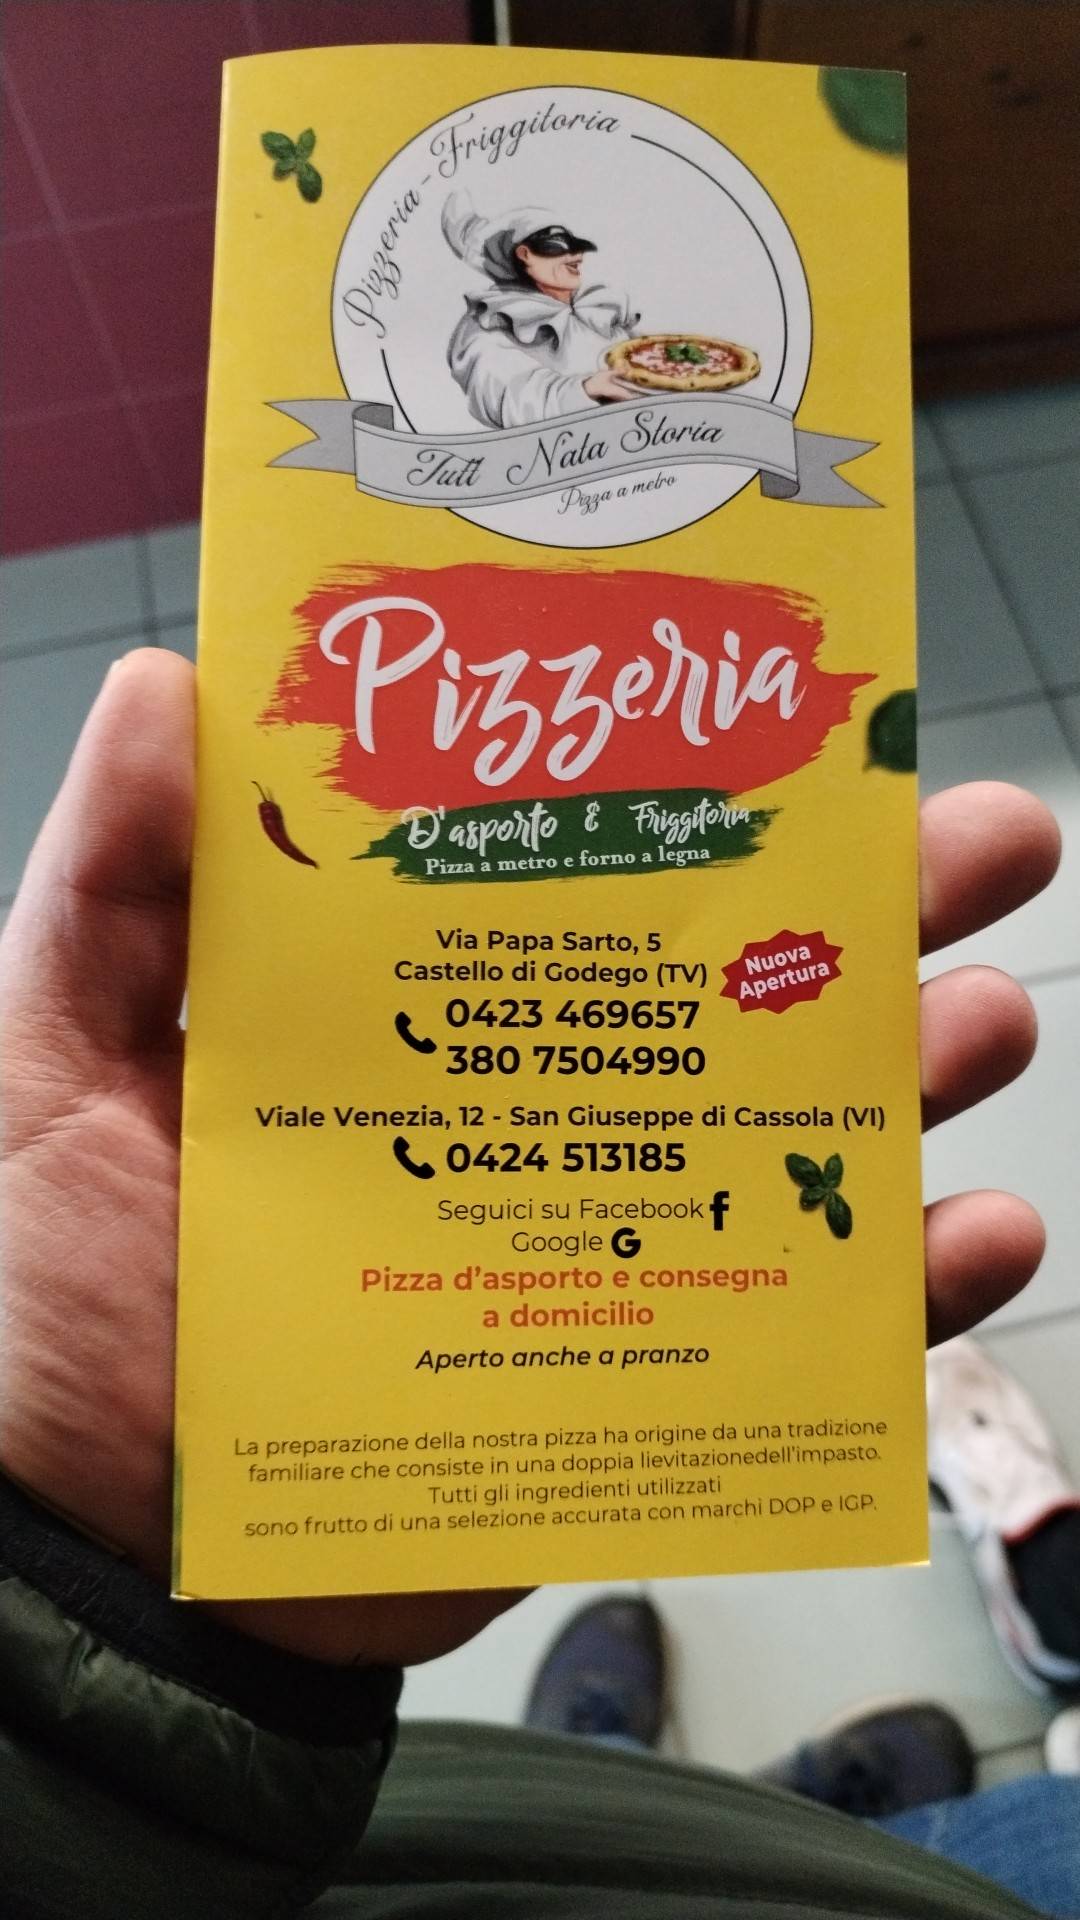 Pizzeria - Friggitoria
Tutt N'ata Storia
Pizza a metro
Pizzeria
D'asporto & Friggitoria
Pizza a metro e forno a legna
Via Papa Sarto, 5
Castello di Godego (TV)
Nuova
Apertura
0423 469657
380 7504990
Viale Venezia, 12 - San Giuseppe di Cassola (VI)
0424 513185
Seguici su Facebook f
Google G
Pizza d'asporto e consegna
a domicilio
Aperto anche a pranzo
La preparazione della nostra pizza ha origine da una tradizione
familiare che consiste in una doppia lievitazionedell'impasto.
Tutti gli ingredienti utilizzati
sono frutto di una selezione accurata con marchi DOP e IGP.